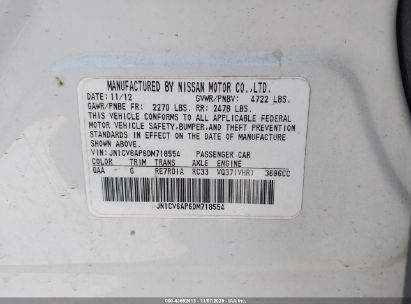 MANUFACTURED BY NISSAN MOTOR CO.,LTD.
DATE: 11/12 GVWR/PNBV: 4722 LBS.
GAWR/PNBE FR: 2270 LBS. RR: 2478 LBS.
THIS VEHICLE CONFORMS TO ALL APPLICABLE FEDERAL
MOTOR VEHICLE SAFETY,BUMPER, AND THEFT PREVENTION
STANDARDS IN EFFECT ON THE DATE OF MANUFACTURE
SHOWN ABOVE.
VIN: JN1CV6AP6DM718554 PASSENGER CAR
COLOR TRIM TRANS AXLE ENGINE
QAA G RE7R01A RC33 VQ37(VHR) 3696CC
JN1CV6AP6DM718554